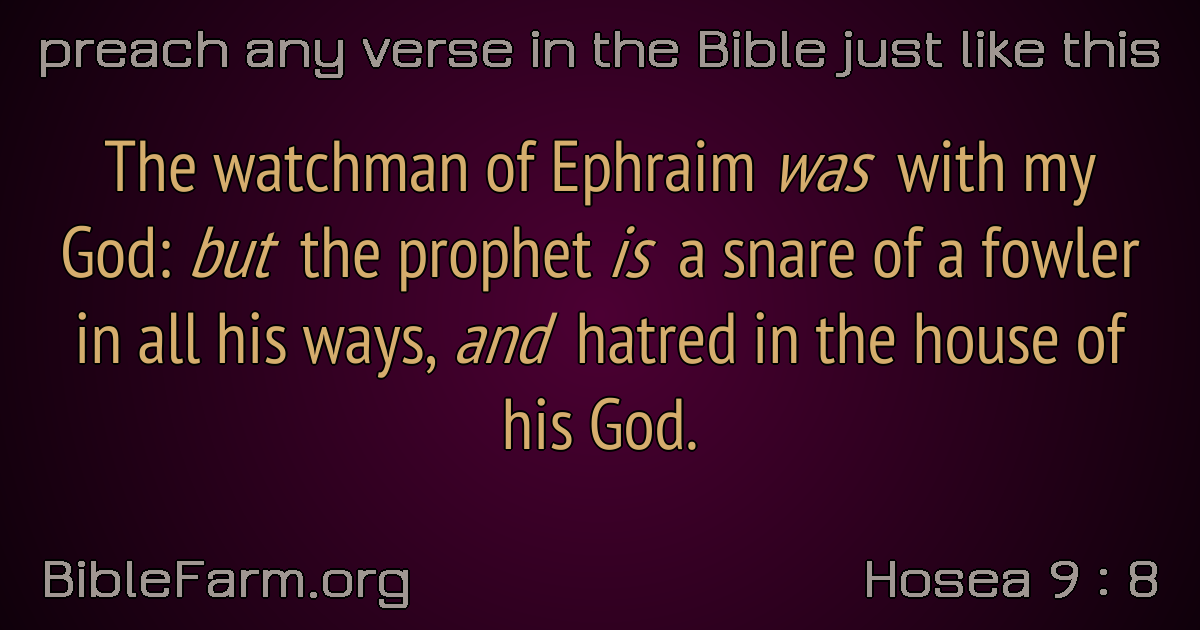 preach any verse in the Bible just like this
The watchman of Ephraim was with my
God: but the prophet is a snare of a fowler
in all his ways, and hatred in the house of
his God.
BibleFarm.org
Hosea 9 : 8